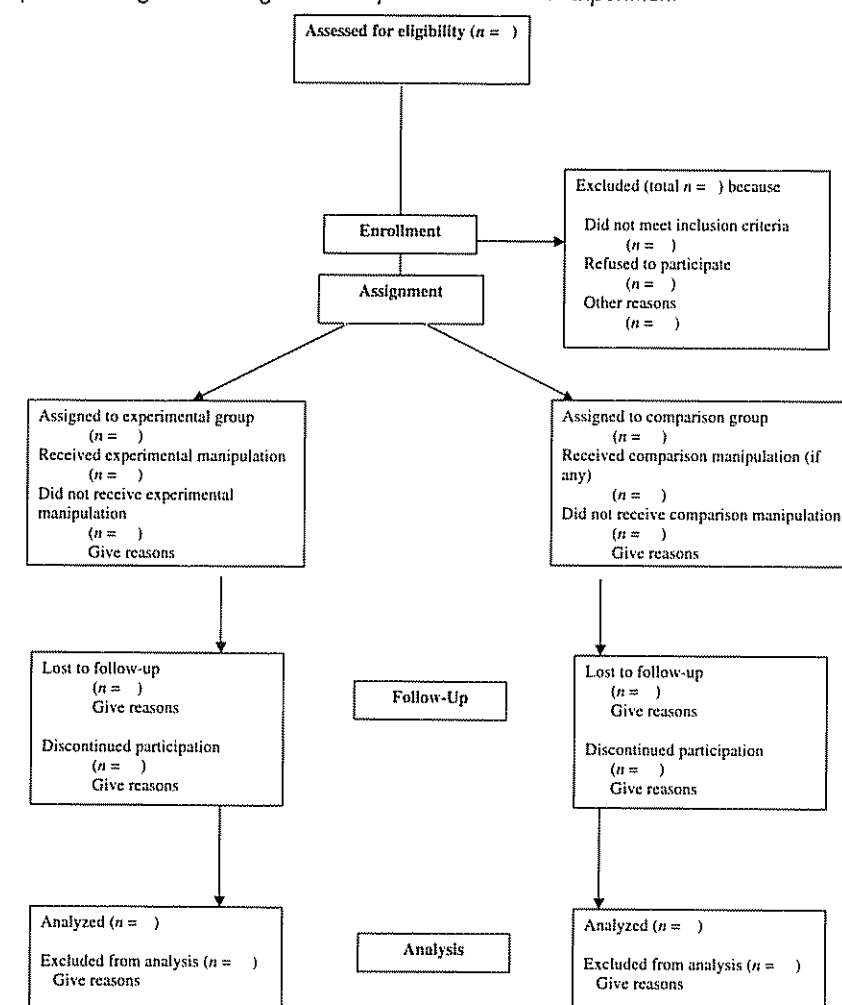 Assessed for eligibility (n = )
Enrollment
Excluded (total n = ) because
Did not meet inclusion criteria
(n = )
Refused to participate
(n = )
Other reasons
(n = )
Assignment
Assigned to experimental group
(n = )
Received experimental manipulation
(n = )
Did not receive experimental
manipulation
(n = )
Give reasons
Assigned to comparison group
(n = )
Received comparison manipulation (if
any)
(n = )
Did not receive comparison manipulation
(n = )
Give reasons
Lost to follow-up
(n = )
Give reasons
Discontinued participation
(n = )
Give reasons
Follow-Up
Lost to follow-up
(n = )
Give reasons
Discontinued participation
(n = )
Give reasons
Analyzed (n = )
Excluded from analysis (n = )
Give reasons
Analysis
Analyzed (n = )
Excluded from analysis (n = )
Give reasons